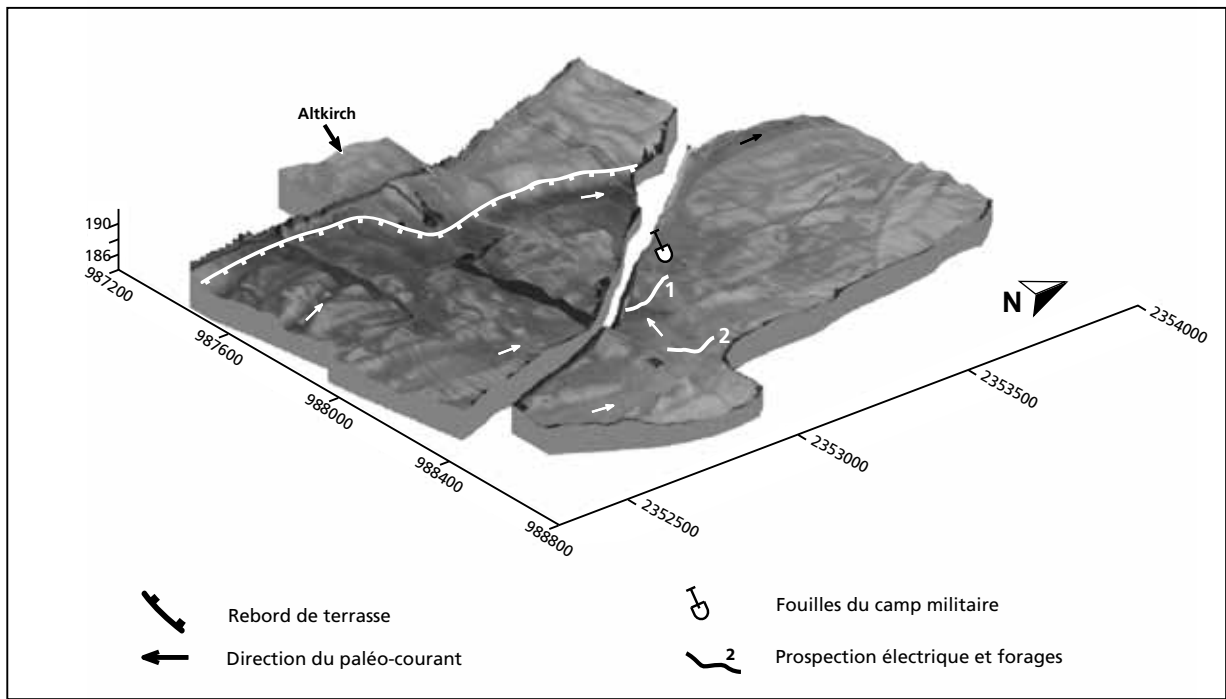 Altkirch
190
186
987200
987600
988000
988400
988800
2352500
2353000
2353500
2354000
1
2
N
Rebord de terrasse
Direction du paléo-courant
Fouilles du camp militaire
2
Prospection électrique et forages